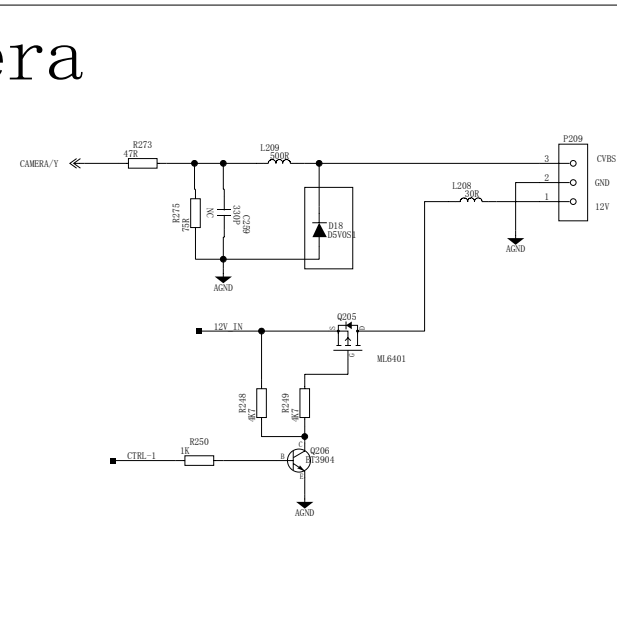 era
R273
47R
CAMERA/Y
L209
500R
P209
3
CVBS
2
GND
1
12V
L208
30R
AGND
R275
75R
NC
330P
C259
D18
D5V0S1
AGND
12V_IN
Q205
S
D
G
ML6401
R248
4K7
R249
4K7
R250
1K
CTRL-1
B
C
E
Q206
BT3904
AGND